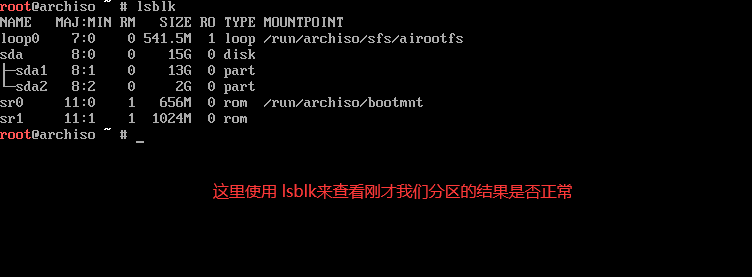 root@archiso ~ # lsblk
NAME   MAJ:MIN RM   SIZE RO TYPE MOUNTPOINT
loop0    7:0    0 541.5M  1 loop /run/archiso/sfs/airootfs
sda      8:0    0    15G  0 disk
├─sda1   8:1    0    13G  0 part
└─sda2   8:2    0     2G  0 part
sr0     11:0    1   656M  0 rom  /run/archiso/bootmnt
sr1     11:1    1  1024M  0 rom
root@archiso ~ # _
这里使用 lsblk来查看刚才我们分区的结果是否正常